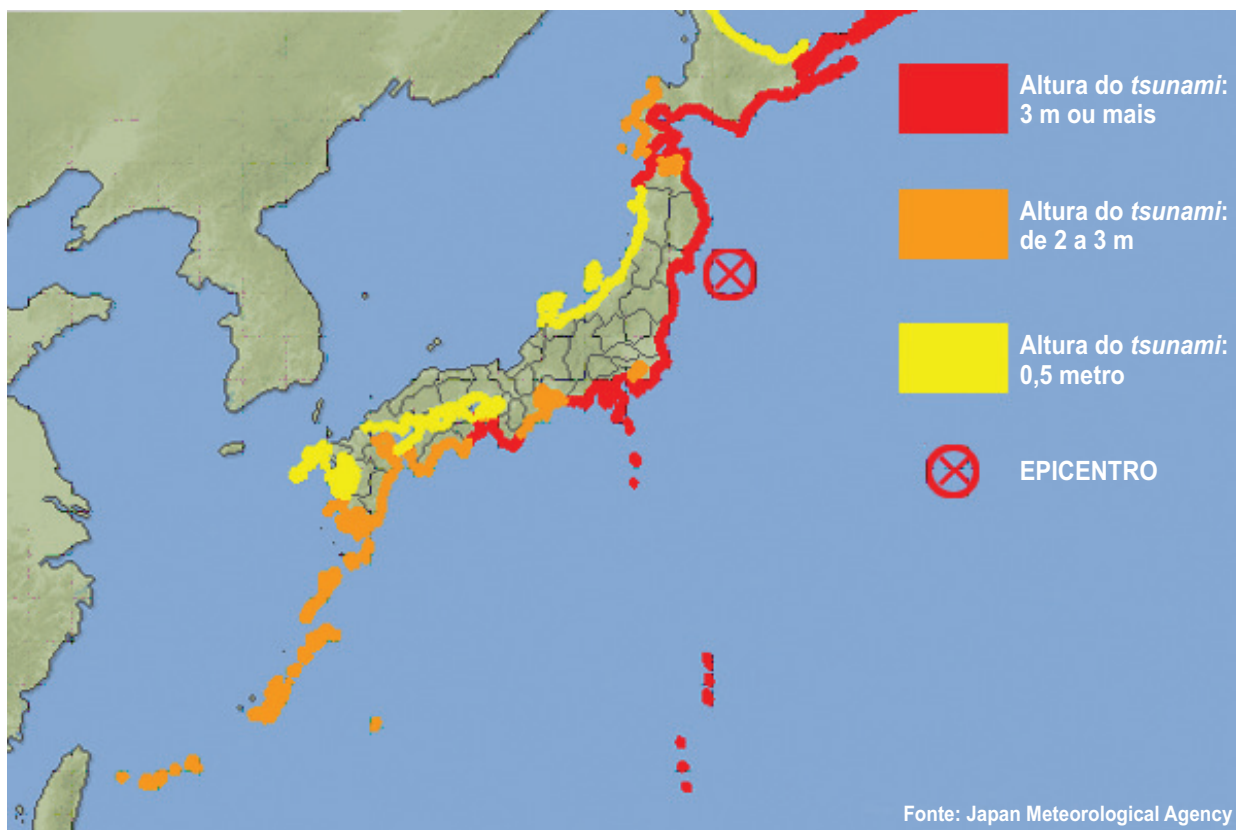 Altura do tsunami:
3 m ou mais
Altura do tsunami:
de 2 a 3 m
Altura do tsunami:
0,5 metro
EPICENTRO
Fonte: Japan Meteorological Agency